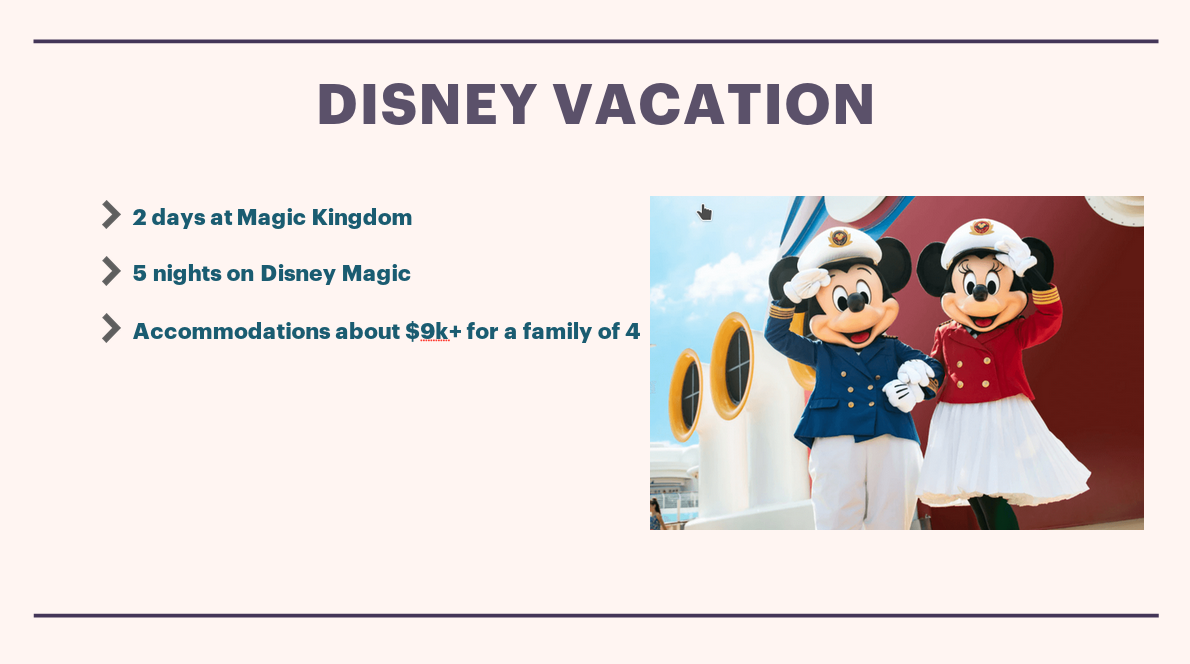 DISNEY VACATION
2 days at Magic Kingdom
5 nights on Disney Magic
Accommodations about $9k+ for a family of 4